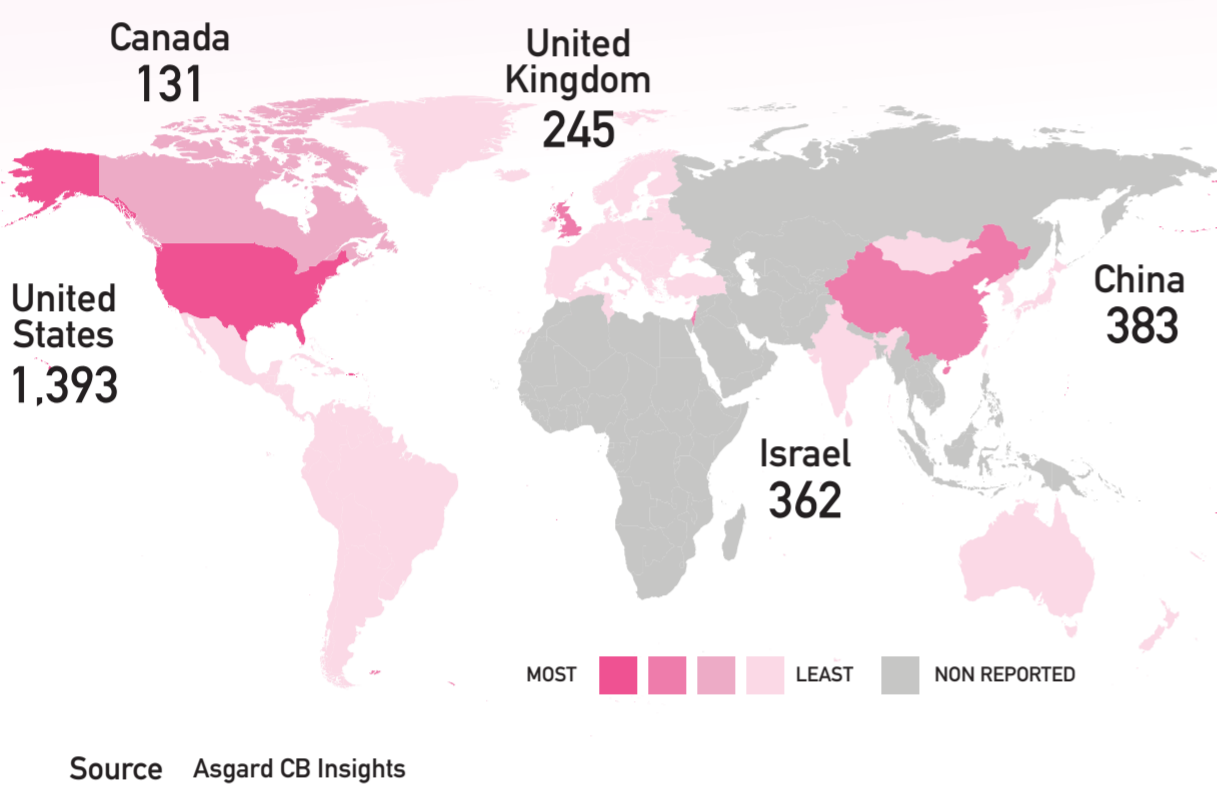 Canada
131
United
Kingdom
245
United
States
1,393
China
383
Israel
362
MOST LEAST NON REPORTED
Source Asgard CB Insights